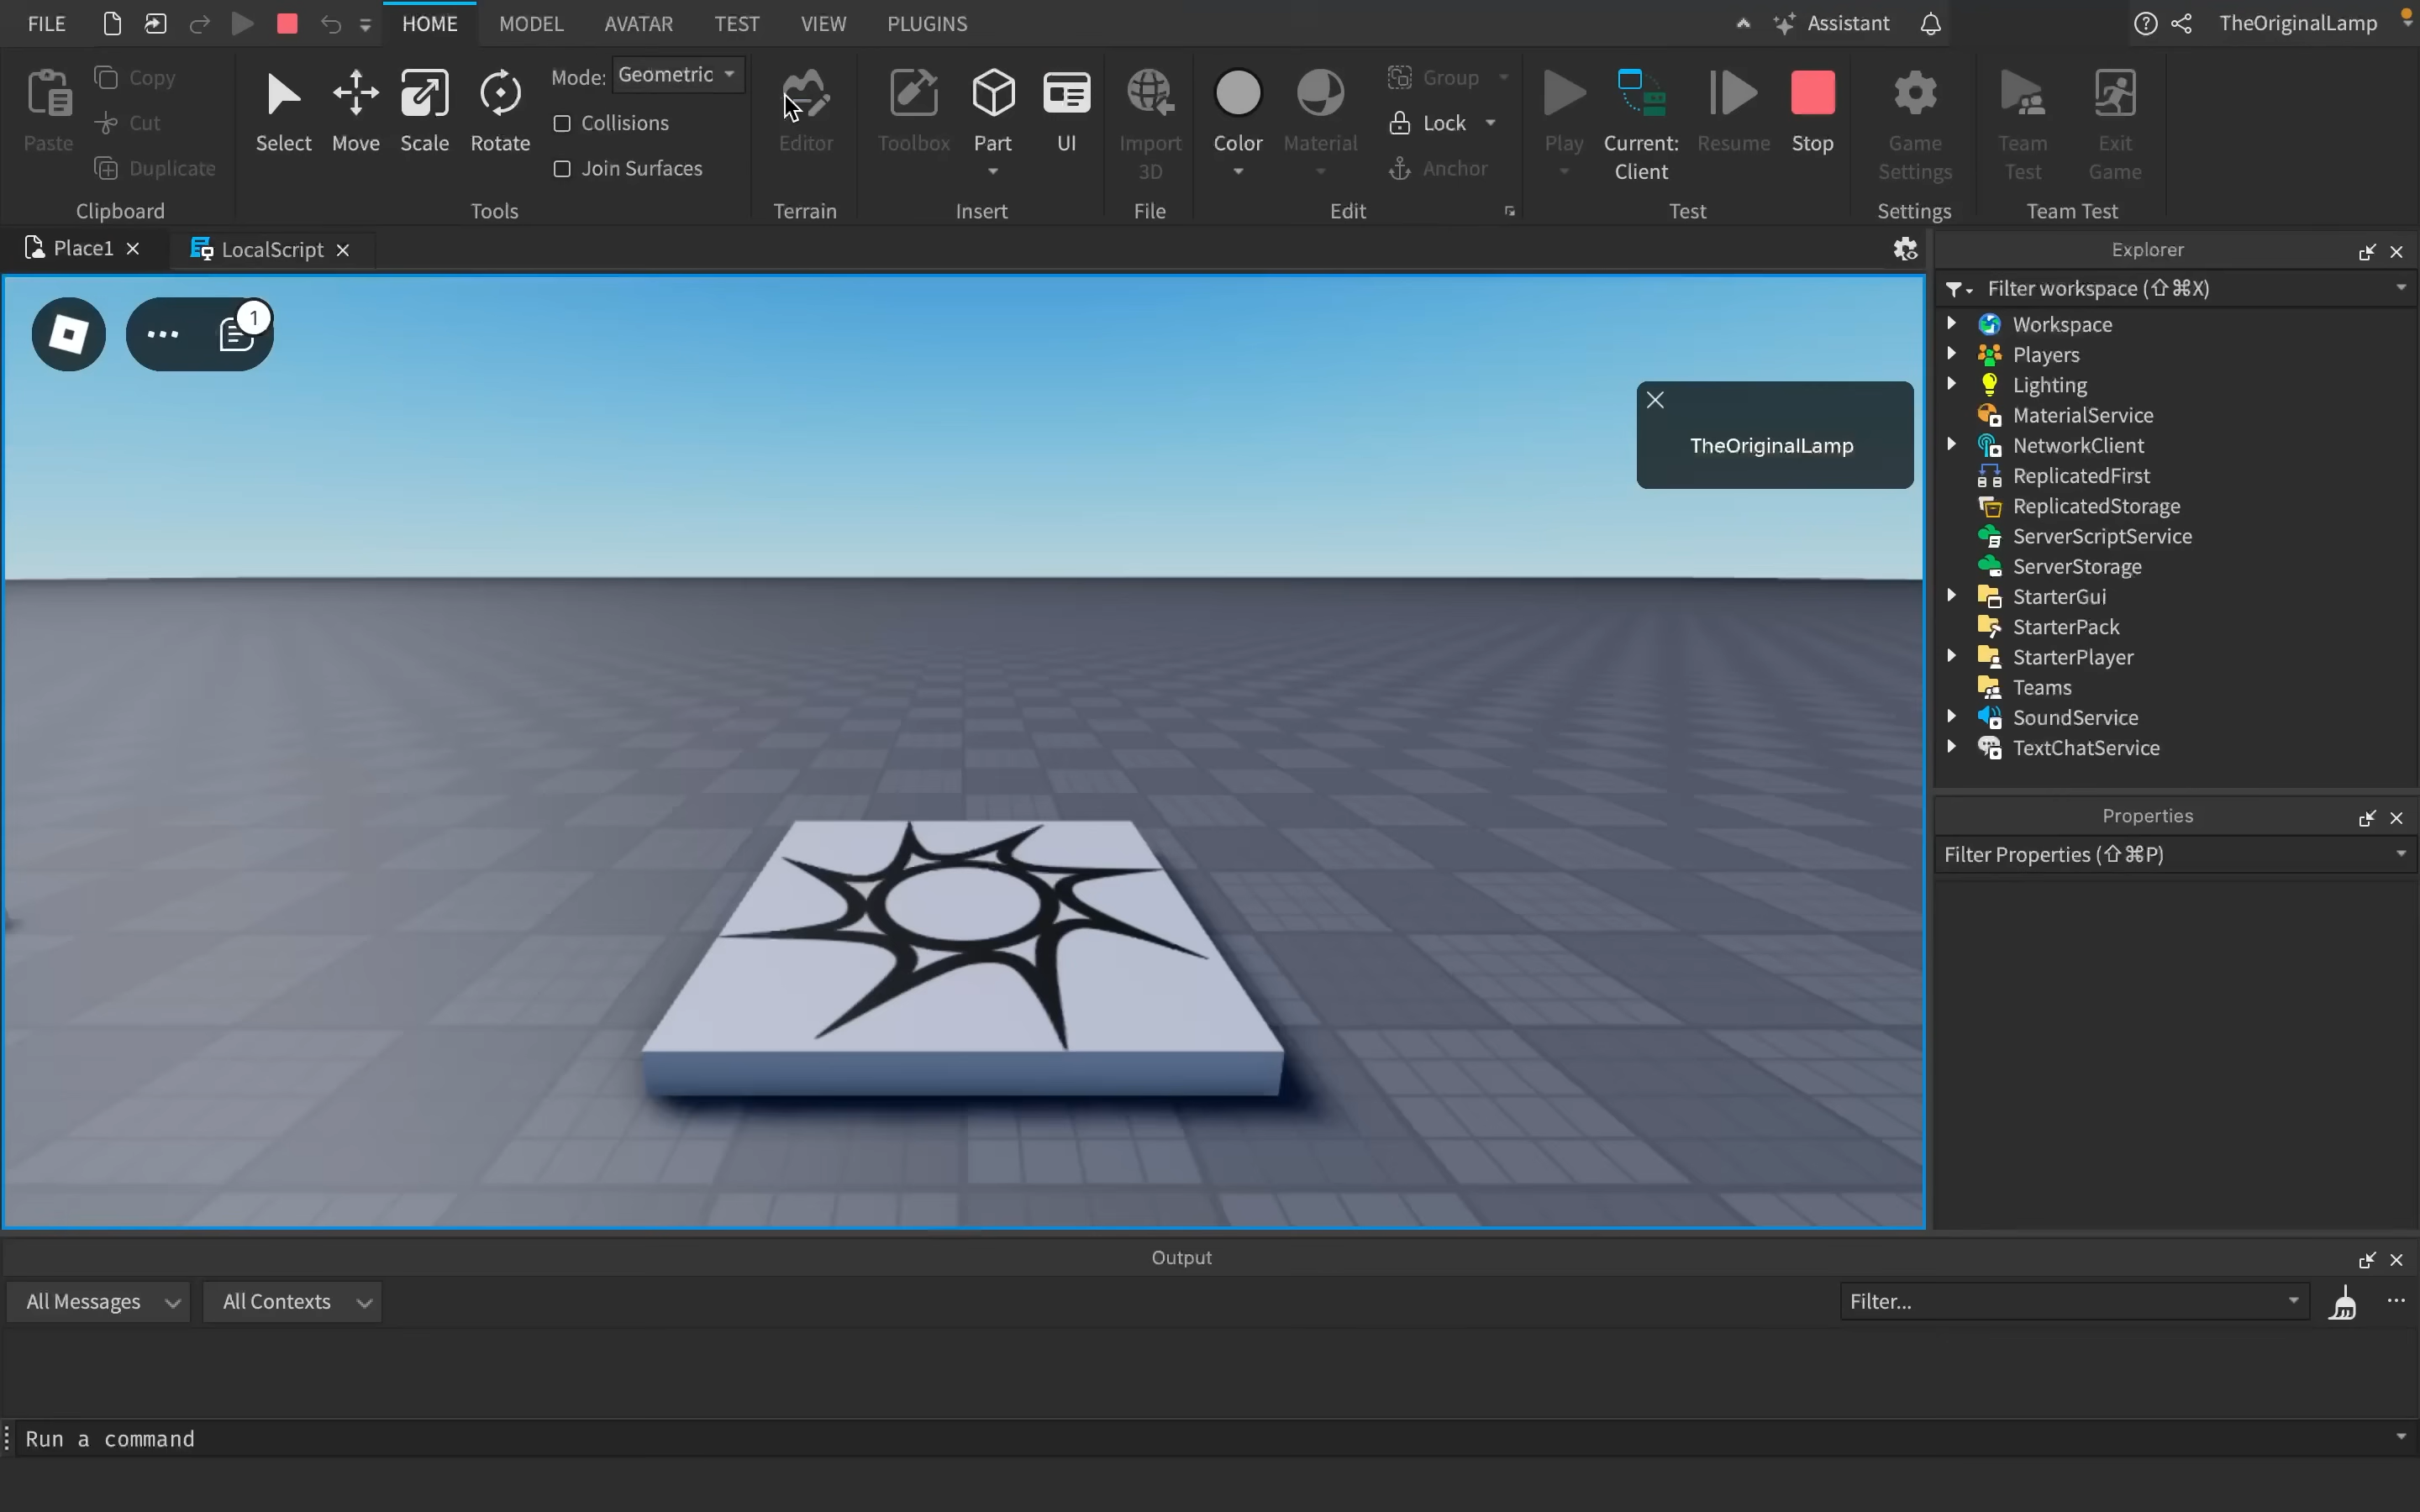 FILE HOME MODEL AVATAR TEST VIEW PLUGINS Assistant TheOriginalLamp
Paste Copy Cut Duplicate
Clipboard
Select Move Scale Rotate
Mode: Geometric
Collisions
Join Surfaces
Tools
Editor
Terrain
Toolbox Part UI
Insert
Import
3D
File
Color Material
Group
Lock
Anchor
Edit
Play
Current:
Client
Resume Stop
Test
Game
Settings
Settings
Team
Test
Exit
Game
Team Test
Place1 LocalScript
1
TheOriginalLamp
Explorer
Filter workspace (⇧⌘X)
Workspace
Players
Lighting
MaterialService
NetworkClient
ReplicatedFirst
ReplicatedStorage
ServerScriptService
ServerStorage
StarterGui
StarterPack
StarterPlayer
Teams
SoundService
TextChatService
Properties
Filter Properties (⇧⌘P)
Output
All Messages All Contexts Filter...
Run a command